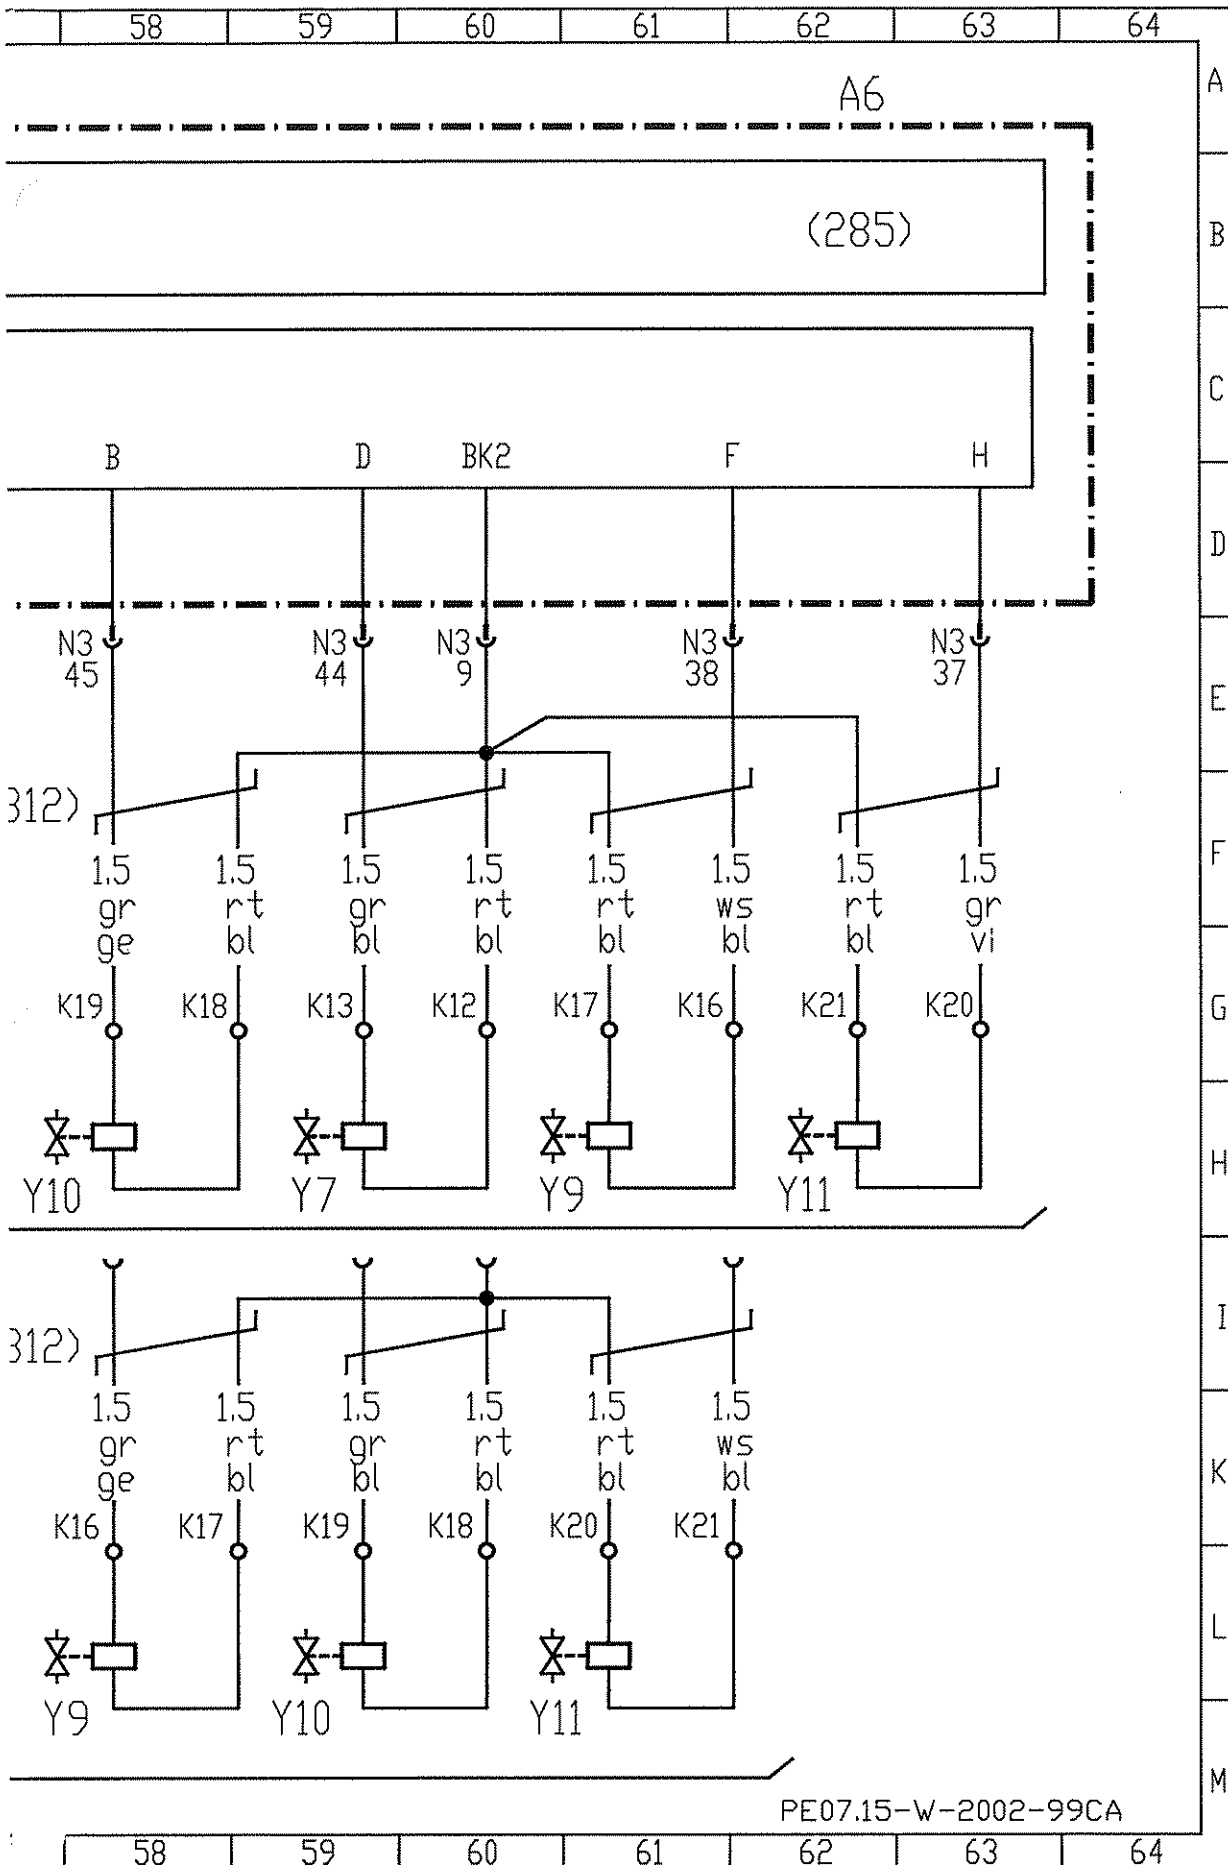 58 59 60 61 62 63 64
A
A6
(285)
B
C
B D BK2 F H
D
N3 N3 N3 N3 N3
45 44 9 38 37
E
312)
1.5 1.5 1.5 1.5 1.5 1.5 1.5 1.5
F
gr rt gr rt rt ws rt gr
ge bl bl bl bl bl bl vi
K19 K18 K13 K12 K17 K16 K21 K20
G
H
Y10 Y7 Y9 Y11
I
312)
1.5 1.5 1.5 1.5 1.5 1.5
gr rt gr rt rt ws
ge bl bl bl bl bl
K
K16 K17 K19 K18 K20 K21
L
Y9 Y10 Y11
M
PE07.15-W-2002-99CA
58 59 60 61 62 63 64